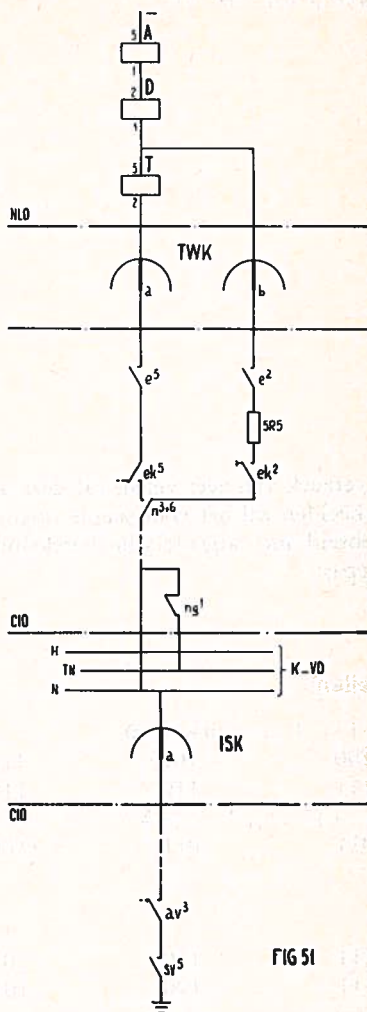 −
5 A
1
2 D
1
5 T
2
NLO
TWK
a b
e⁵ e²
5R5
ek⁵ ek²
n³,⁶
ng¹
CIO
H
TN K_VD
N
ISK
a
CIO
av³
sv⁵
FIG 51